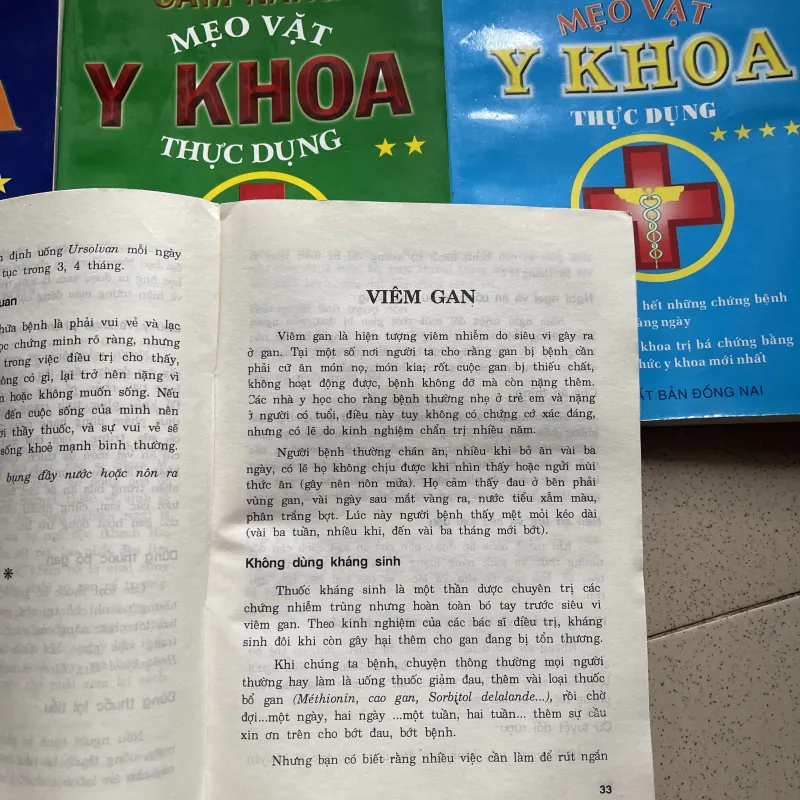 CẨM NANG
MẸO VẶT
Y KHOA
THỰC DỤNG
MẸO VẶT
Y KHOA
THỰC DỤNG
hết những chứng bệnh
ng ngày
khoa trị bá chứng bằng
hức y khoa mới nhất
ẤT BẢN ĐỒNG NAI
định uống Ursolvan mỗi ngày
tục trong 3, 4 tháng.
uan
hữa bệnh là phải vui vẻ và lạc
ọc chứng minh rõ ràng, nhưng
trong việc điều trị cho thấy,
ông có gì, lại trở nên nặng vì
hoặc không muốn sống. Nếu
đến cuộc sống của mình nên
ời thầy thuốc, và sự vui vẻ sẽ
sống khoẻ mạnh bình thường.
bụng đầy nước hoặc nôn ra
*
VIÊM GAN
Viêm gan là hiện tượng viêm nhiễm do siêu vi gây ra
ở gan. Tại một số nơi người ta cho rằng gan bị bệnh cần
phải cứ ăn món nọ, món kia; rốt cuộc gan bị thiếu chất,
không hoạt động được, bệnh không đỡ mà còn nặng thêm.
Các nhà y học cho rằng bệnh thường nhẹ ở trẻ em và nặng
ở người có tuổi, điều này tuy không có chứng cớ xác đáng,
nhưng có lẽ do kinh nghiệm chẩn trị nhiều năm.
Người bệnh thường chán ăn, nhiều khi bỏ ăn vài ba
ngày, có lẽ họ không chịu được khi nhìn thấy hoặc ngửi mùi
thức ăn (gây nên nôn mửa). Họ cảm thấy đau ở bên phải
vùng gan, vài ngày sau mắt vàng ra, nước tiểu xẫm màu,
phân trắng bợt. Lúc này người bệnh thấy mệt mỏi kéo dài
(vài ba tuần, nhiều khi, đến vài ba tháng mới bớt).
Không dùng kháng sinh
Thuốc kháng sinh là một thần dược chuyên trị các
chứng nhiễm trùng nhưng hoàn toàn bó tay trước siêu vi
viêm gan. Theo kinh nghiệm của các bác sĩ điều trị, kháng
sinh đôi khi còn gây hại thêm cho gan đang bị tổn thương.
Khi chúng ta bệnh, chuyện thông thường mọi người
thường hay làm là uống thuốc giảm đau, thêm vài loại thuốc
bổ gan (Méthionin, cao gan, Sorbitol delalande...), rồi chờ
đợi...một ngày, hai ngày ...một tuần, hai tuần... thêm sự cầu
xin ơn trên cho bớt đau, bớt bệnh.
Nhưng bạn có biết rằng nhiều việc cần làm để rút ngắn
33